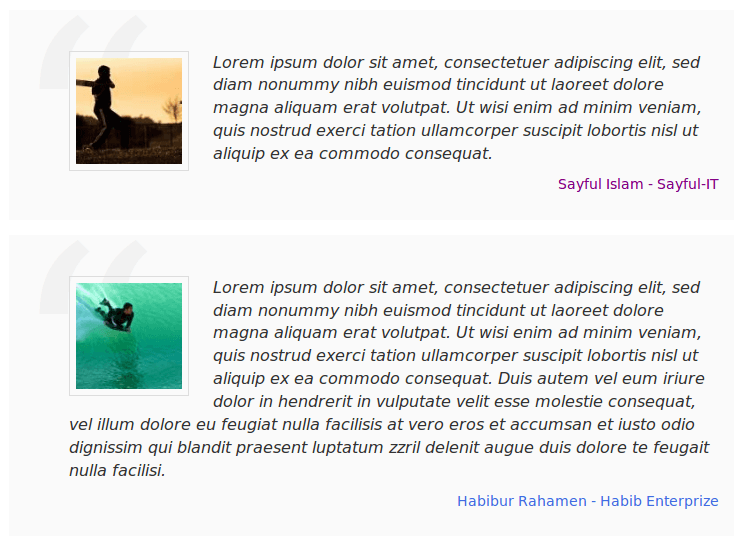 “
Lorem ipsum dolor sit amet, consectetuer adipiscing elit, sed
diam nonummy nibh euismod tincidunt ut laoreet dolore
magna aliquam erat volutpat. Ut wisi enim ad minim veniam,
quis nostrud exerci tation ullamcorper suscipit lobortis nisl ut
aliquip ex ea commodo consequat.
Sayful Islam - Sayful-IT
“
Lorem ipsum dolor sit amet, consectetuer adipiscing elit, sed
diam nonummy nibh euismod tincidunt ut laoreet dolore
magna aliquam erat volutpat. Ut wisi enim ad minim veniam,
quis nostrud exerci tation ullamcorper suscipit lobortis nisl ut
aliquip ex ea commodo consequat. Duis autem vel eum iriure
dolor in hendrerit in vulputate velit esse molestie consequat,
vel illum dolore eu feugiat nulla facilisis at vero eros et accumsan et iusto odio
dignissim qui blandit praesent luptatum zzril delenit augue duis dolore te feugait
nulla facilisi.
Habibur Rahamen - Habib Enterprize